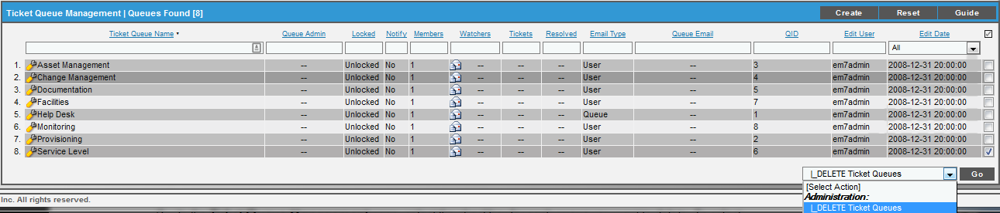 Ticket Queue Management | Queues Found [8] Create Reset Guide
Ticket Queue Name Queue Admin Locked Notify Members Watchers Tickets Resolved Email Type Queue Email QID Edit User Edit Date
All
1. Asset Management -- Unlocked No 1 -- -- -- User -- 3 em7admin 2008-12-31 20:00:00
2. Change Management -- Unlocked No 1 -- -- -- User -- 4 em7admin 2008-12-31 20:00:00
3. Documentation -- Unlocked No 1 -- -- -- User -- 5 em7admin 2008-12-31 20:00:00
4. Facilities -- Unlocked No 1 -- -- -- User -- 7 em7admin 2008-12-31 20:00:00
5. Help Desk -- Unlocked No 1 -- -- -- Queue -- 1 em7admin 2008-12-31 20:00:00
6. Monitoring -- Unlocked No 1 -- -- -- User -- 8 em7admin 2008-12-31 20:00:00
7. Provisioning -- Unlocked No 1 -- -- -- User -- 2 em7admin 2008-12-31 20:00:00
8. Service Level -- Unlocked No 1 -- -- -- User -- 6 em7admin 2008-12-31 20:00:00
|_DELETE Ticket Queues Go
[Select Action]
Administration:
|_DELETE Ticket Queues
Inc. All rights reserved.